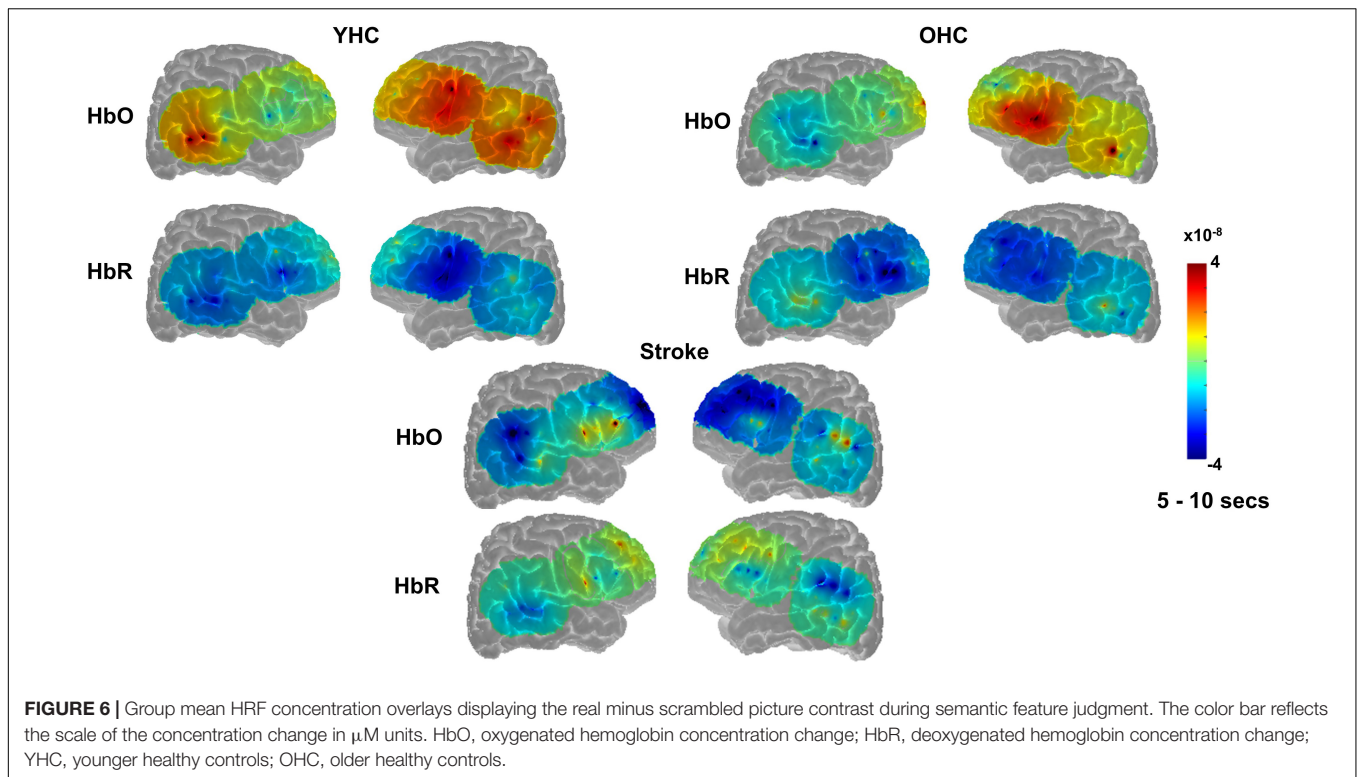 YHC
OHC
HbO
HbO
HbR
HbR
x10-8
4
-4
5 - 10 secs
Stroke
HbO
HbR
FIGURE 6 | Group mean HRF concentration overlays displaying the real minus scrambled picture contrast during semantic feature judgment. The color bar reflects
the scale of the concentration change in μM units. HbO, oxygenated hemoglobin concentration change; HbR, deoxygenated hemoglobin concentration change;
YHC, younger healthy controls; OHC, older healthy controls.